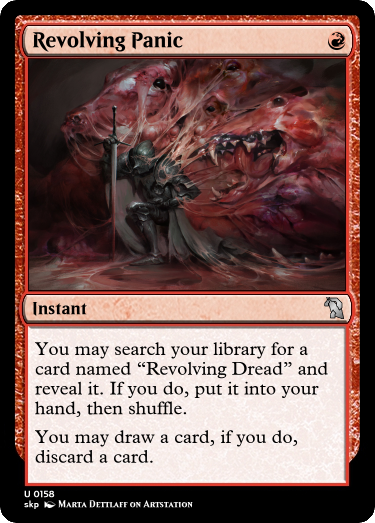 Revolving Panic
Instant
You may search your library for a
card named “Revolving Dread” and
reveal it. If you do, put it into your
hand, then shuffle.
You may draw a card, if you do,
discard a card.
U 0158
skp Marta Dettlaff on Artstation